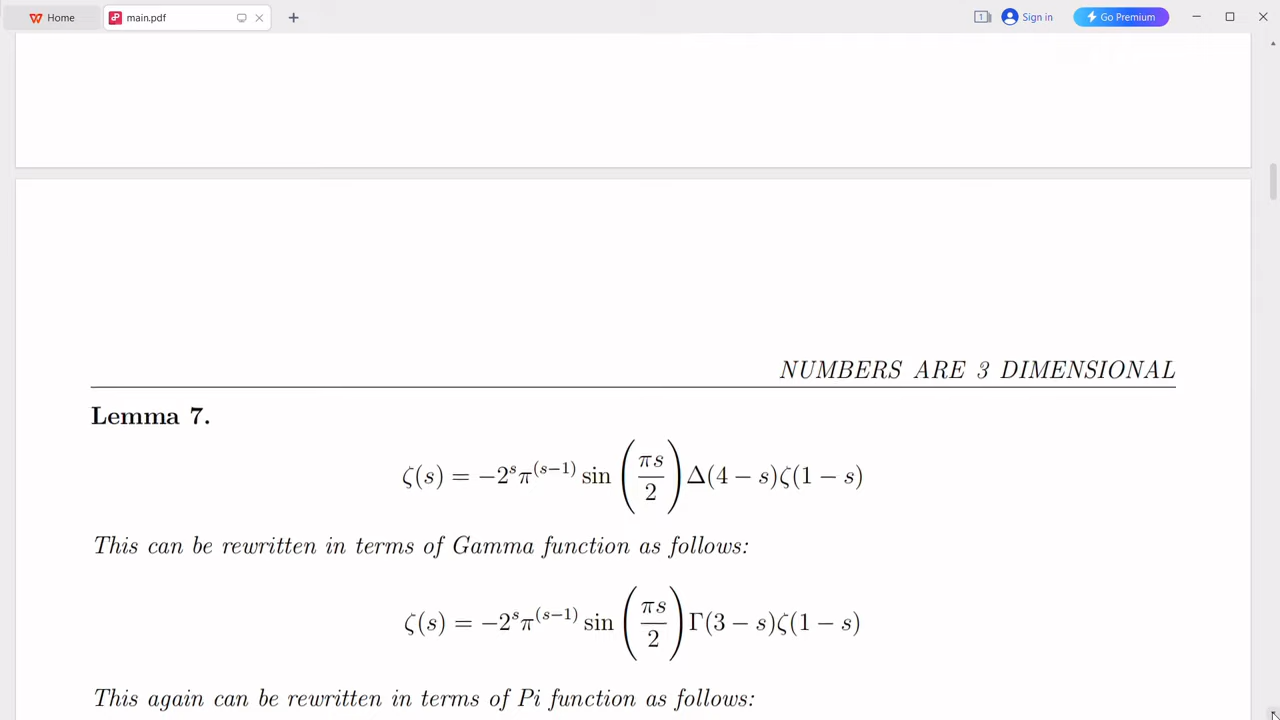 Home
main.pdf
1
Sign in
Go Premium
NUMBERS ARE 3 DIMENSIONAL
Lemma 7.
ζ(s) = −2^s π^(s−1) sin(πs/2) Δ(4 − s)ζ(1 − s)
This can be rewritten in terms of Gamma function as follows:
ζ(s) = −2^s π^(s−1) sin(πs/2) Γ(3 − s)ζ(1 − s)
This again can be rewritten in terms of Pi function as follows: